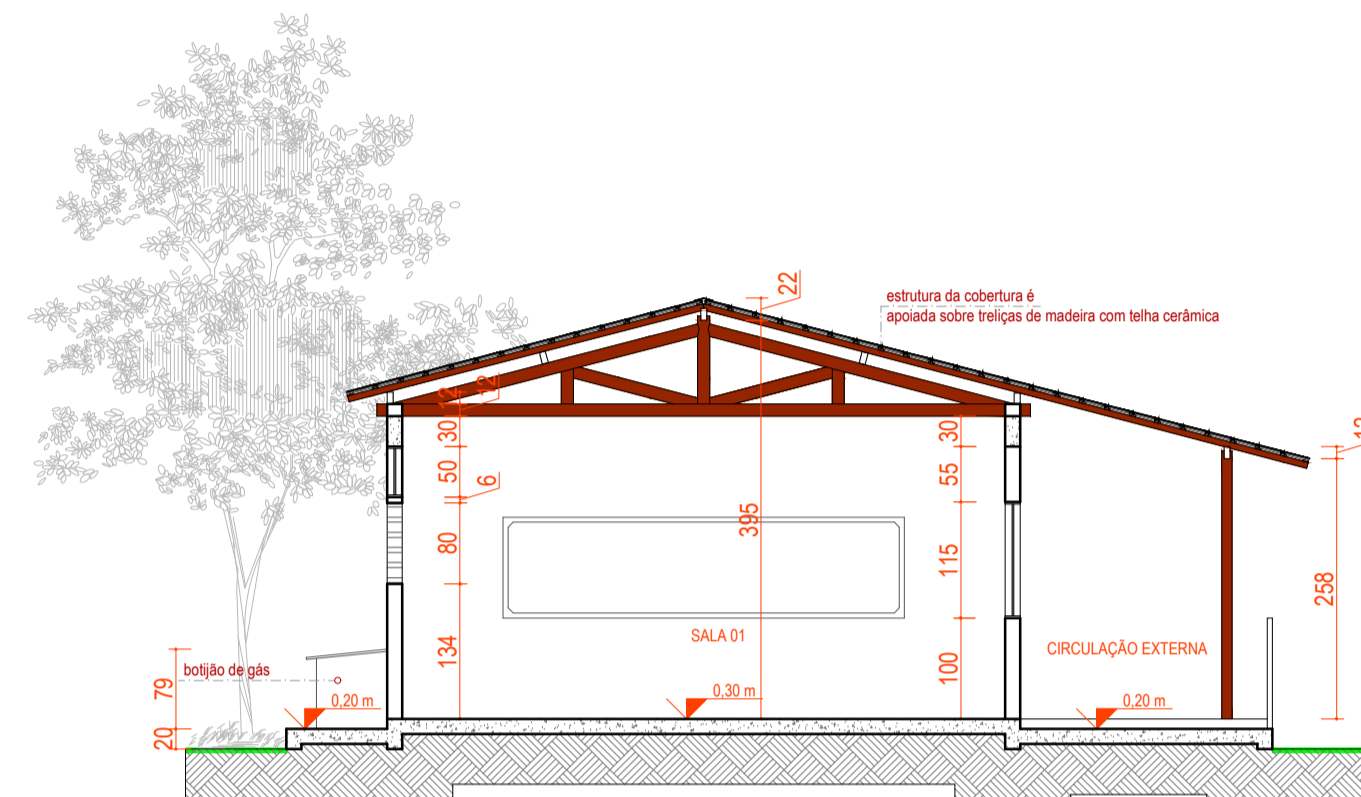 22
estrutura da cobertura é
apoiada sobre treliças de madeira com telha cerâmica
12
12
30
50
6
80
134
395
30
55
115
100
12
258
SALA 01
CIRCULAÇÃO EXTERNA
botijão de gás
79
20
0,20 m
0,30 m
0,20 m